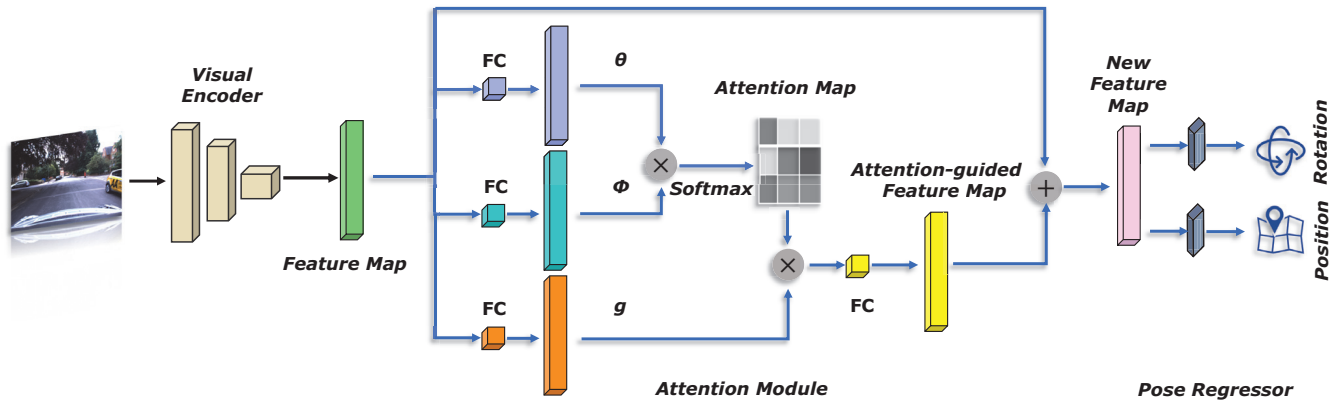 Visual
Encoder
Feature Map
FC
θ
FC
Φ
FC
g
×
Softmax
Attention Map
×
FC
Attention-guided
Feature Map
+
New
Feature
Map
Rotation
Position
Attention Module
Pose Regressor